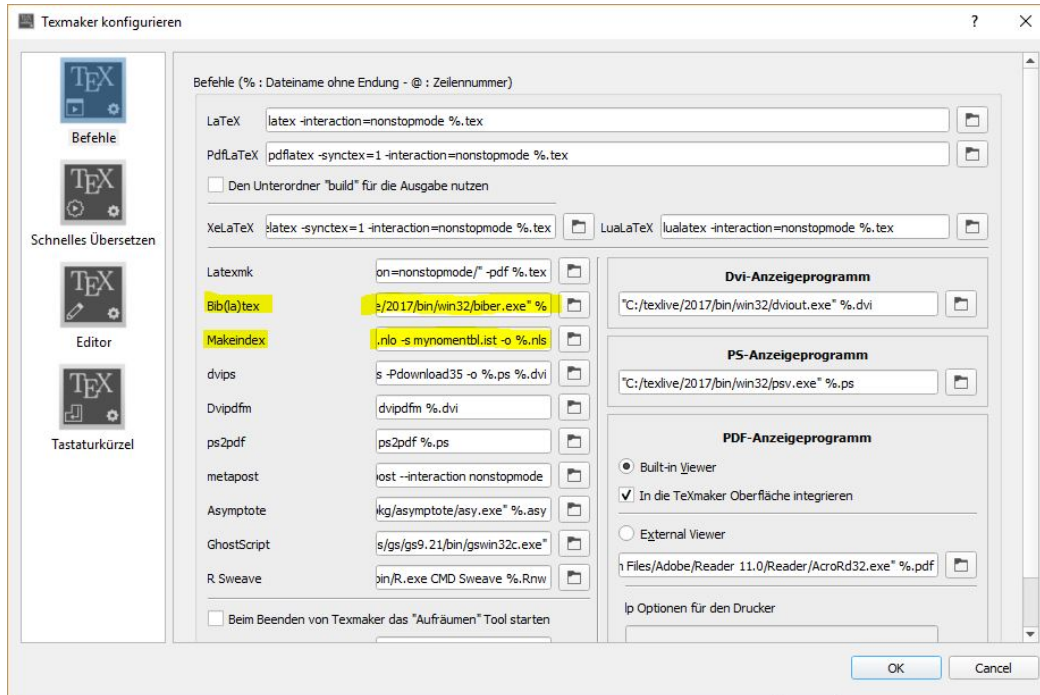 Texmaker konfigurieren
Befehle
Schnelles Übersetzen
Editor
Tastaturkürzel
Befehle (% : Dateiname ohne Endung - @ : Zeilennummer)
LaTeX latex -interaction=nonstopmode %.tex
PdfLaTeX pdflatex -synctex=1 -interaction=nonstopmode %.tex
Den Unterordner "build" für die Ausgabe nutzen
XeLaTeX elatex -synctex=1 -interaction=nonstopmode %.tex LuaLaTeX lualatex -interaction=nonstopmode %.tex
Latexmk on=nonstopmode/" -pdf %.tex
Bib(la)tex e/2017/bin/win32/biber.exe" %
Makeindex .nlo -s mynomentbl.ist -o %.nls
dvips s -Pdownload35 -o %.ps %.dvi
Dvipdfm dvipdfm %.dvi
ps2pdf ps2pdf %.ps
metapost post --interaction nonstopmode
Asymptote kg/asymptote/asy.exe" %.asy
GhostScript s/gs/gs9.21/bin/gswin32c.exe"
R Sweave bin/R.exe CMD Sweave %.Rnw
Beim Beenden von Texmaker das "Aufräumen" Tool starten
Dvi-Anzeigeprogramm
"C:/texlive/2017/bin/win32/dviout.exe" %.dvi
PS-Anzeigeprogramm
"C:/texlive/2017/bin/win32/psv.exe" %.ps
PDF-Anzeigeprogramm
Built-in Viewer
In die TeXmaker Oberfläche integrieren
External Viewer
n Files/Adobe/Reader 11.0/Reader/AcroRd32.exe" %.pdf
lp Optionen für den Drucker
OK Cancel